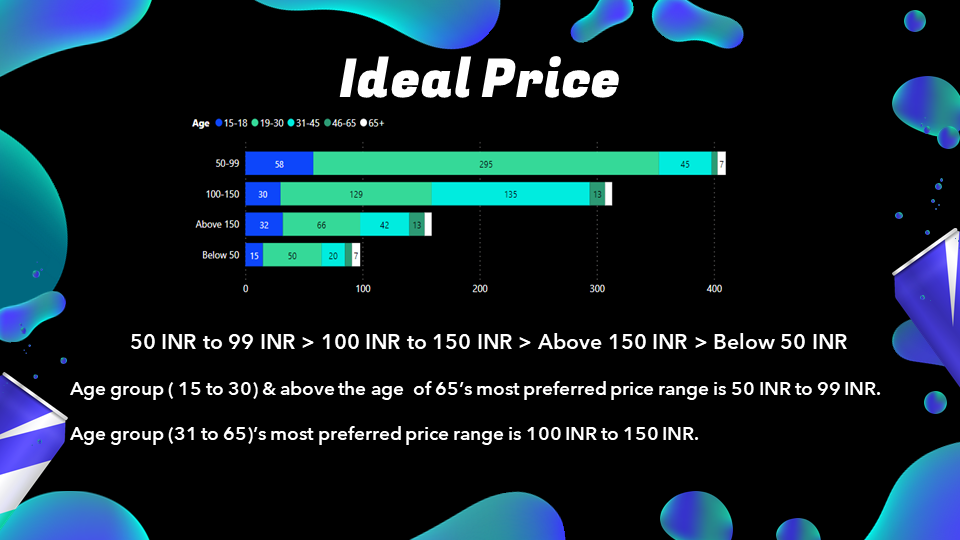 Ideal Price
Age 15-18 19-30 31-45 46-65 65+
50-99 58 295 45 7
100-150 30 129 135 13
Above 150 32 66 42 13
Below 50 15 50 20 7
0 100 200 300 400
50 INR to 99 INR > 100 INR to 150 INR > Above 150 INR > Below 50 INR
Age group ( 15 to 30) & above the age of 65’s most preferred price range is 50 INR to 99 INR.
Age group (31 to 65)’s most preferred price range is 100 INR to 150 INR.